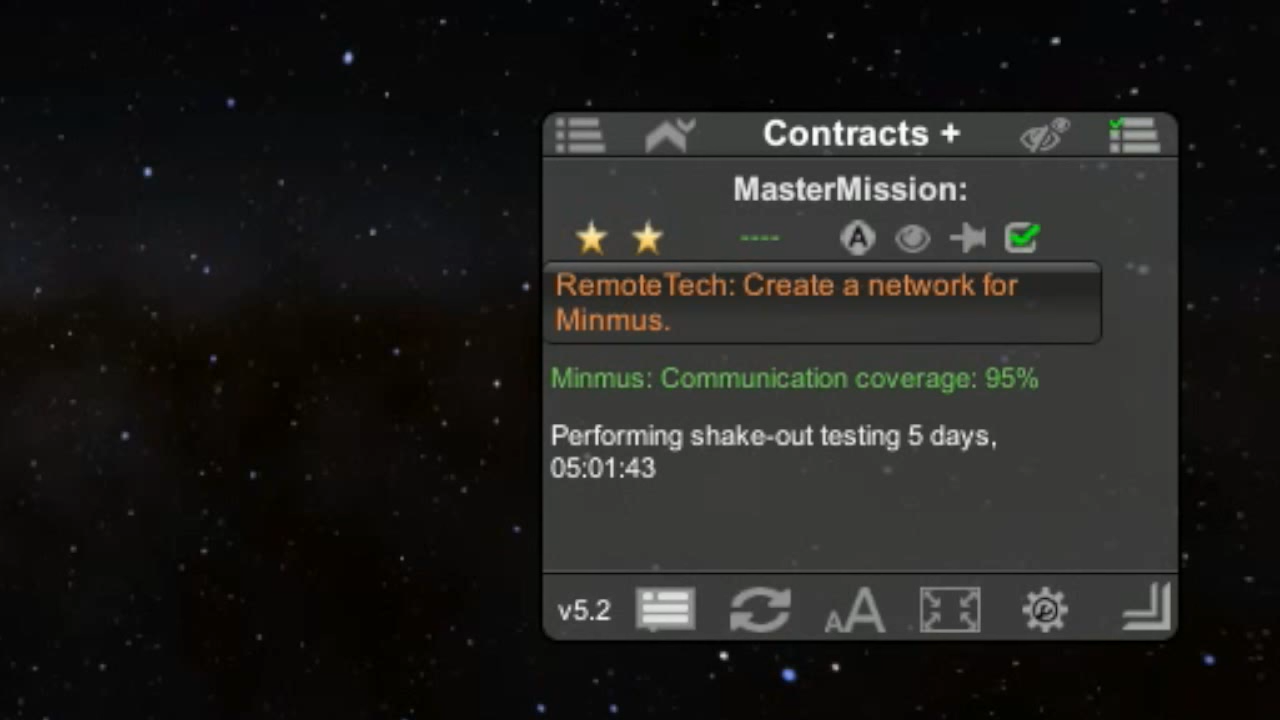 Contracts +
MasterMission:
----
A
RemoteTech: Create a network for
Minmus.
Minmus: Communication coverage: 95%
Performing shake-out testing 5 days,
05:01:43
v5.2
AA